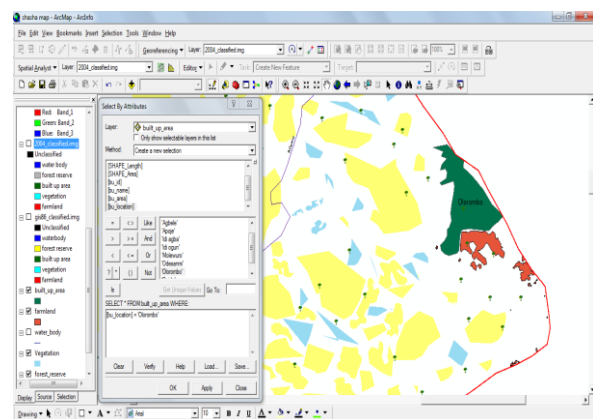 shasha map - ArcMap - ArcInfo
File Edit View Bookmarks Insert Selection Tools Window Help
Georeferencing Layer: 2004_classified.img 100%
Spatial Analyst Layer: 2004_classified.img Editor Task: Create New Feature Target:
Red: Band_1
Green: Band_2
Blue: Band_3
2004_classified.img
Unclassified
water body
forest reserve
built up area
vegetation
farmland
gis86_classified.img
Unclassified
waterbody
forest reserve
built up area
vegetation
farmland
built_up_area
farmland
water_body
Vegetation
forest_reserve
Display Source Selection
Select By Attributes
Layer: built_up_area
Only show selectable layers in this list
Method: Create a new selection
[SHAPE_Length]
[SHAPE_Area]
[bu_id]
[bu_name]
[bu_area]
[bu_location]
= <> Like
> >= And
< <= Or
? * () Not
Is
'Agbele'
'Apoje'
'Idi agba'
'Idi ogun'
'Molewuro'
'Olorombo'
Get Unique Values Go To:
SELECT * FROM built_up_area WHERE:
[bu_location] = 'Olorombo'
Clear Verify Help Load... Save...
OK Apply Close
Olorombo
Drawing A Arial 10 B I U A